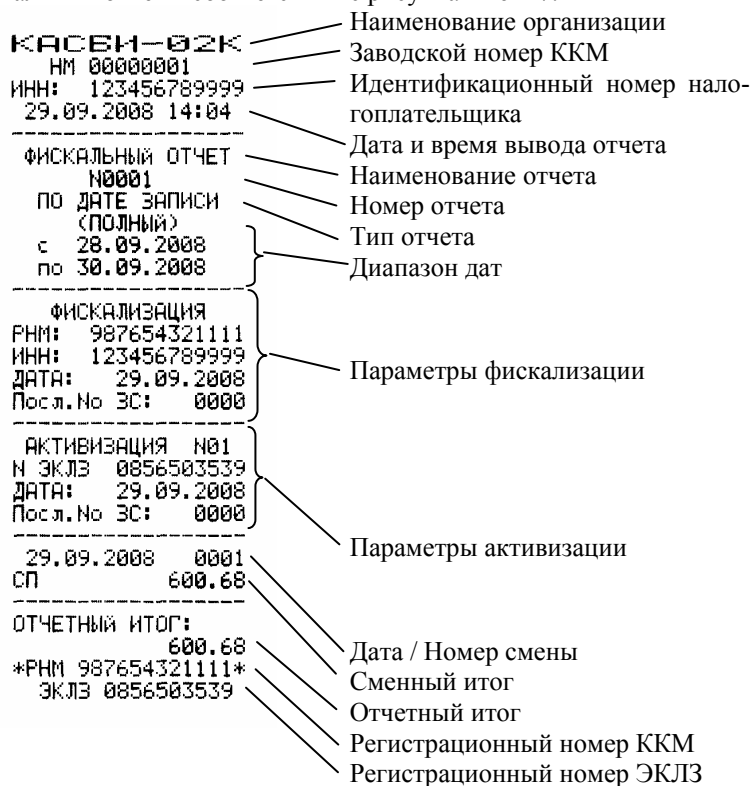 КАСБИ-02К
НМ 00000001
ИНН: 123456789999
29.09.2008 14:04
ФИСКАЛЬНЫЙ ОТЧЕТ
N0001
ПО ДАТЕ ЗАПИСИ
(ПОЛНЫЙ)
с 28.09.2008
по 30.09.2008
ФИСКАЛИЗАЦИЯ
РНМ: 987654321111
ИНН: 123456789999
ДАТА: 29.09.2008
Посл.No ЗС: 0000
АКТИВИЗАЦИЯ N01
N ЭКЛЗ 0856503539
ДАТА: 29.09.2008
Посл.No ЗС: 0000
29.09.2008 0001
СП 600.68
ОТЧЕТНЫЙ ИТОГ:
600.68
*РНМ 987654321111*
ЭКЛЗ 0856503539
Наименование организации
Заводской номер ККМ
Идентификационный номер нало-
гоплательщика
Дата и время вывода отчета
Наименование отчета
Номер отчета
Тип отчета
Диапазон дат
Параметры фискализации
Параметры активизации
Дата / Номер смены
Сменный итог
Отчетный итог
Регистрационный номер ККМ
Регистрационный номер ЭКЛЗ